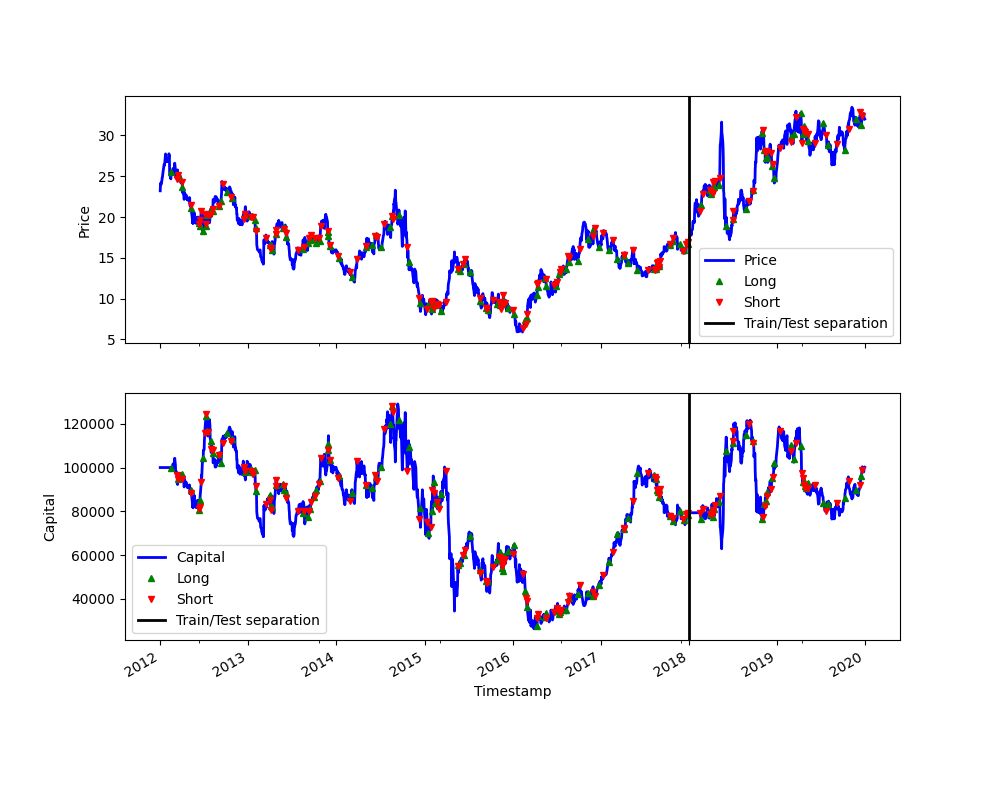 30
25
20
15
10
5
Price
Price
Long
Short
Train/Test separation
120000
100000
80000
60000
40000
Capital
Capital
Long
Short
Train/Test separation
2012 2013 2014 2015 2016 2017 2018 2019 2020
Timestamp